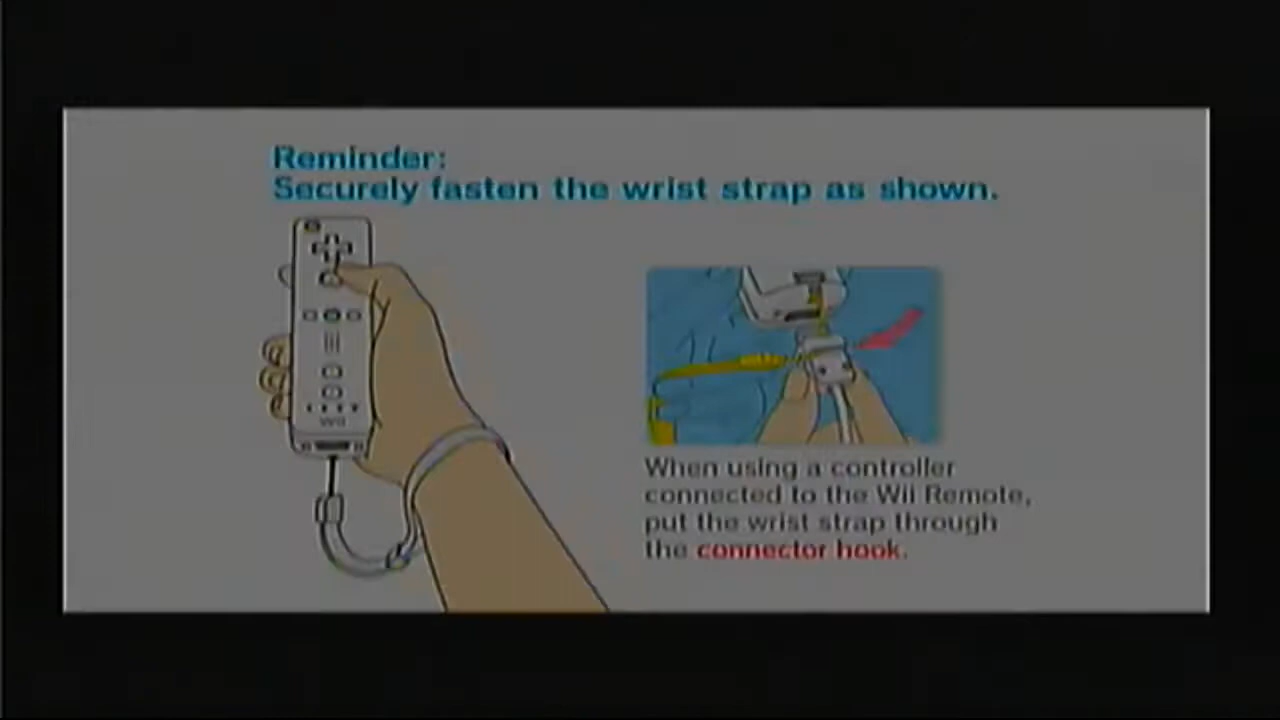 Reminder:
Securely fasten the wrist strap as shown.
Wii
When using a controller
connected to the Wii Remote,
put the wrist strap through
the connector hook.